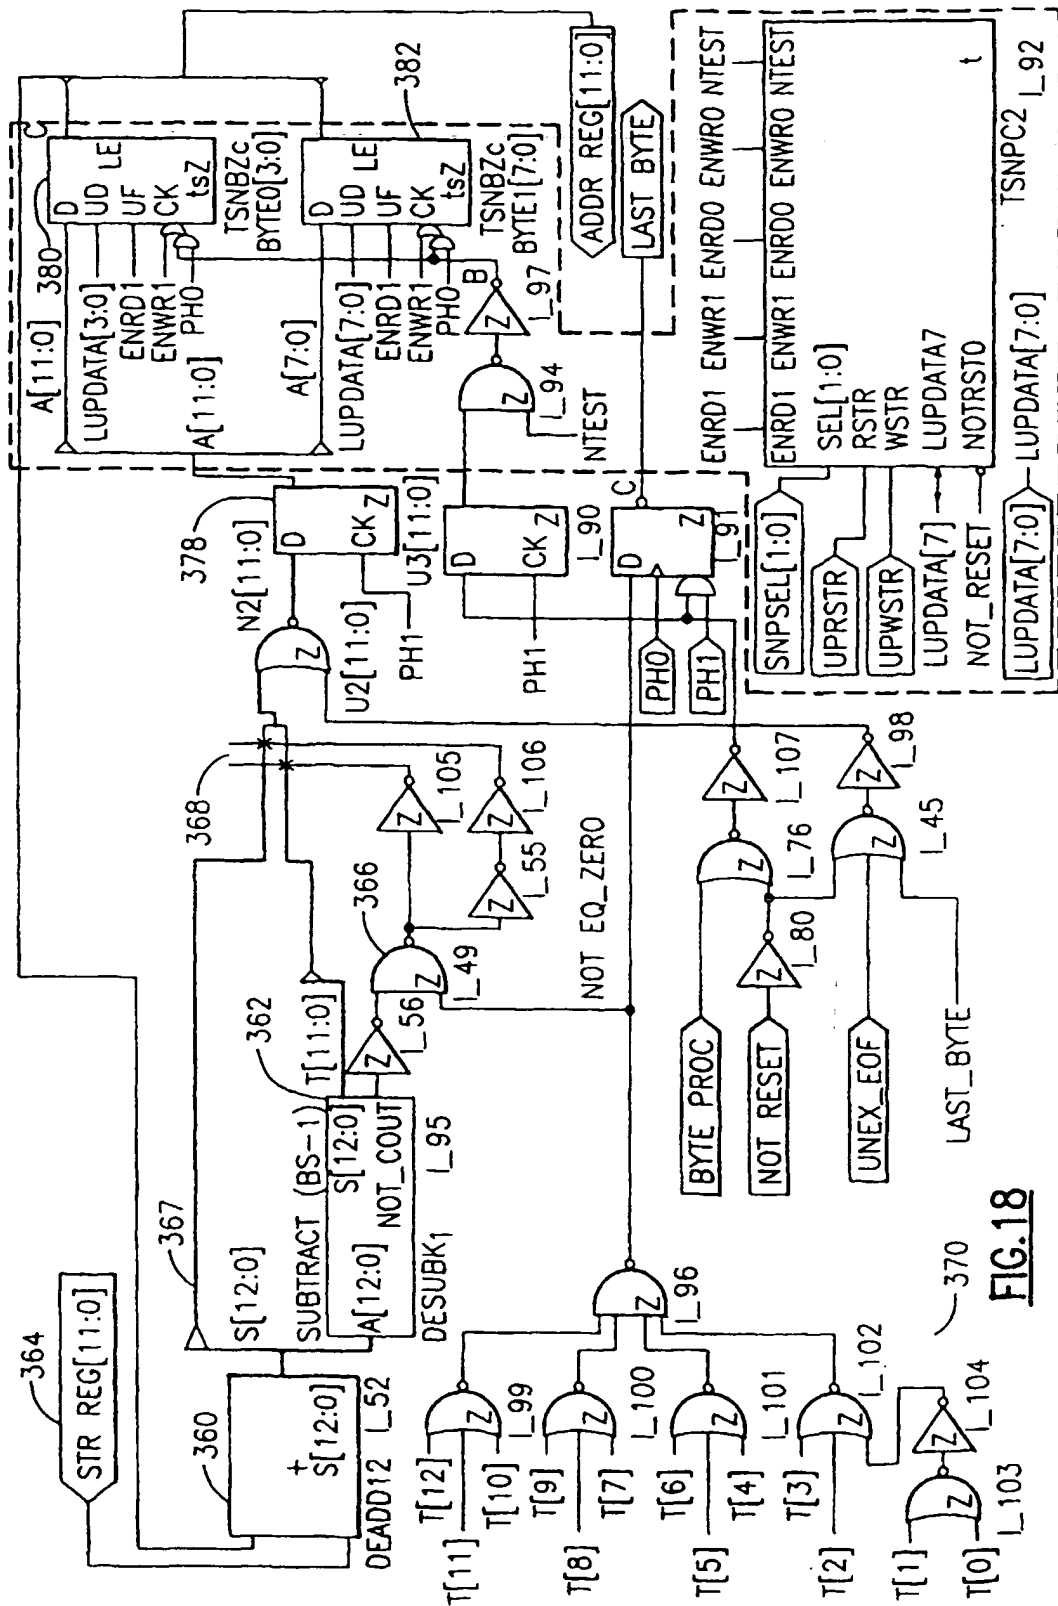 364
STR REG[11:0]
360
+
S[12:0]
DEADD12 I_52
367
S[12:0]
SUBTRACT (BS-1)
A[12:0]
S[12:0]
NOT_COUT
DESUBK1
I_95
362
T[11:0]
I_56
366
I_49
Z
Z
368
I_105
Z
I_106
Z
I_55
Z
NOT EQ_ZERO
N2[11:0]
Z
U2[11:0]
378
D
CK
Z
U3[11:0]
PH1
A[11:0]
380
D
UD
LE
UF
CK
tsZ
C
TSNBZc
BYTE0[3:0]
LUPDATA[3:0]
ENRD1
ENWR1
PH0
A[11:0]
A[7:0]
382
D
UD
LE
UF
CK
tsZ
TSNBZc
BYTE1[7:0]
LUPDATA[7:0]
ENRD1
ENWR1
PH0
B
Z
I_97
Z
I_94
NTEST
D
CK
Z
I_90
PH1
D
Z
C
I_91
PH0
PH1
ADDR REG[11:0]
LAST BYTE
T[12]
T[11]
T[10]
Z
I_99
T[9]
T[8]
T[7]
Z
I_100
T[6]
T[5]
T[4]
Z
I_101
T[3]
T[2]
Z
I_102
T[1]
T[0]
Z
I_103
Z
I_104
Z
I_96
370
BYTE PROC
NOT RESET
UNEX_EOF
LAST_BYTE
Z
I_80
Z
I_76
Z
I_107
Z
I_45
Z
I_98
ENRD1 ENWR1 ENRD0 ENWR0 NTEST
ENRD1 ENWR1 ENRD0 ENWR0 NTEST
SEL[1:0]
RSTR
WSTR
LUPDATA7
NOTRST0
t
TSNPC2
I_92
SNPSEL[1:0]
UPRSTR
UPWSTR
LUPDATA[7]
NOT_RESET
LUPDATA[7:0]
LUPDATA[7:0]
FIG.18